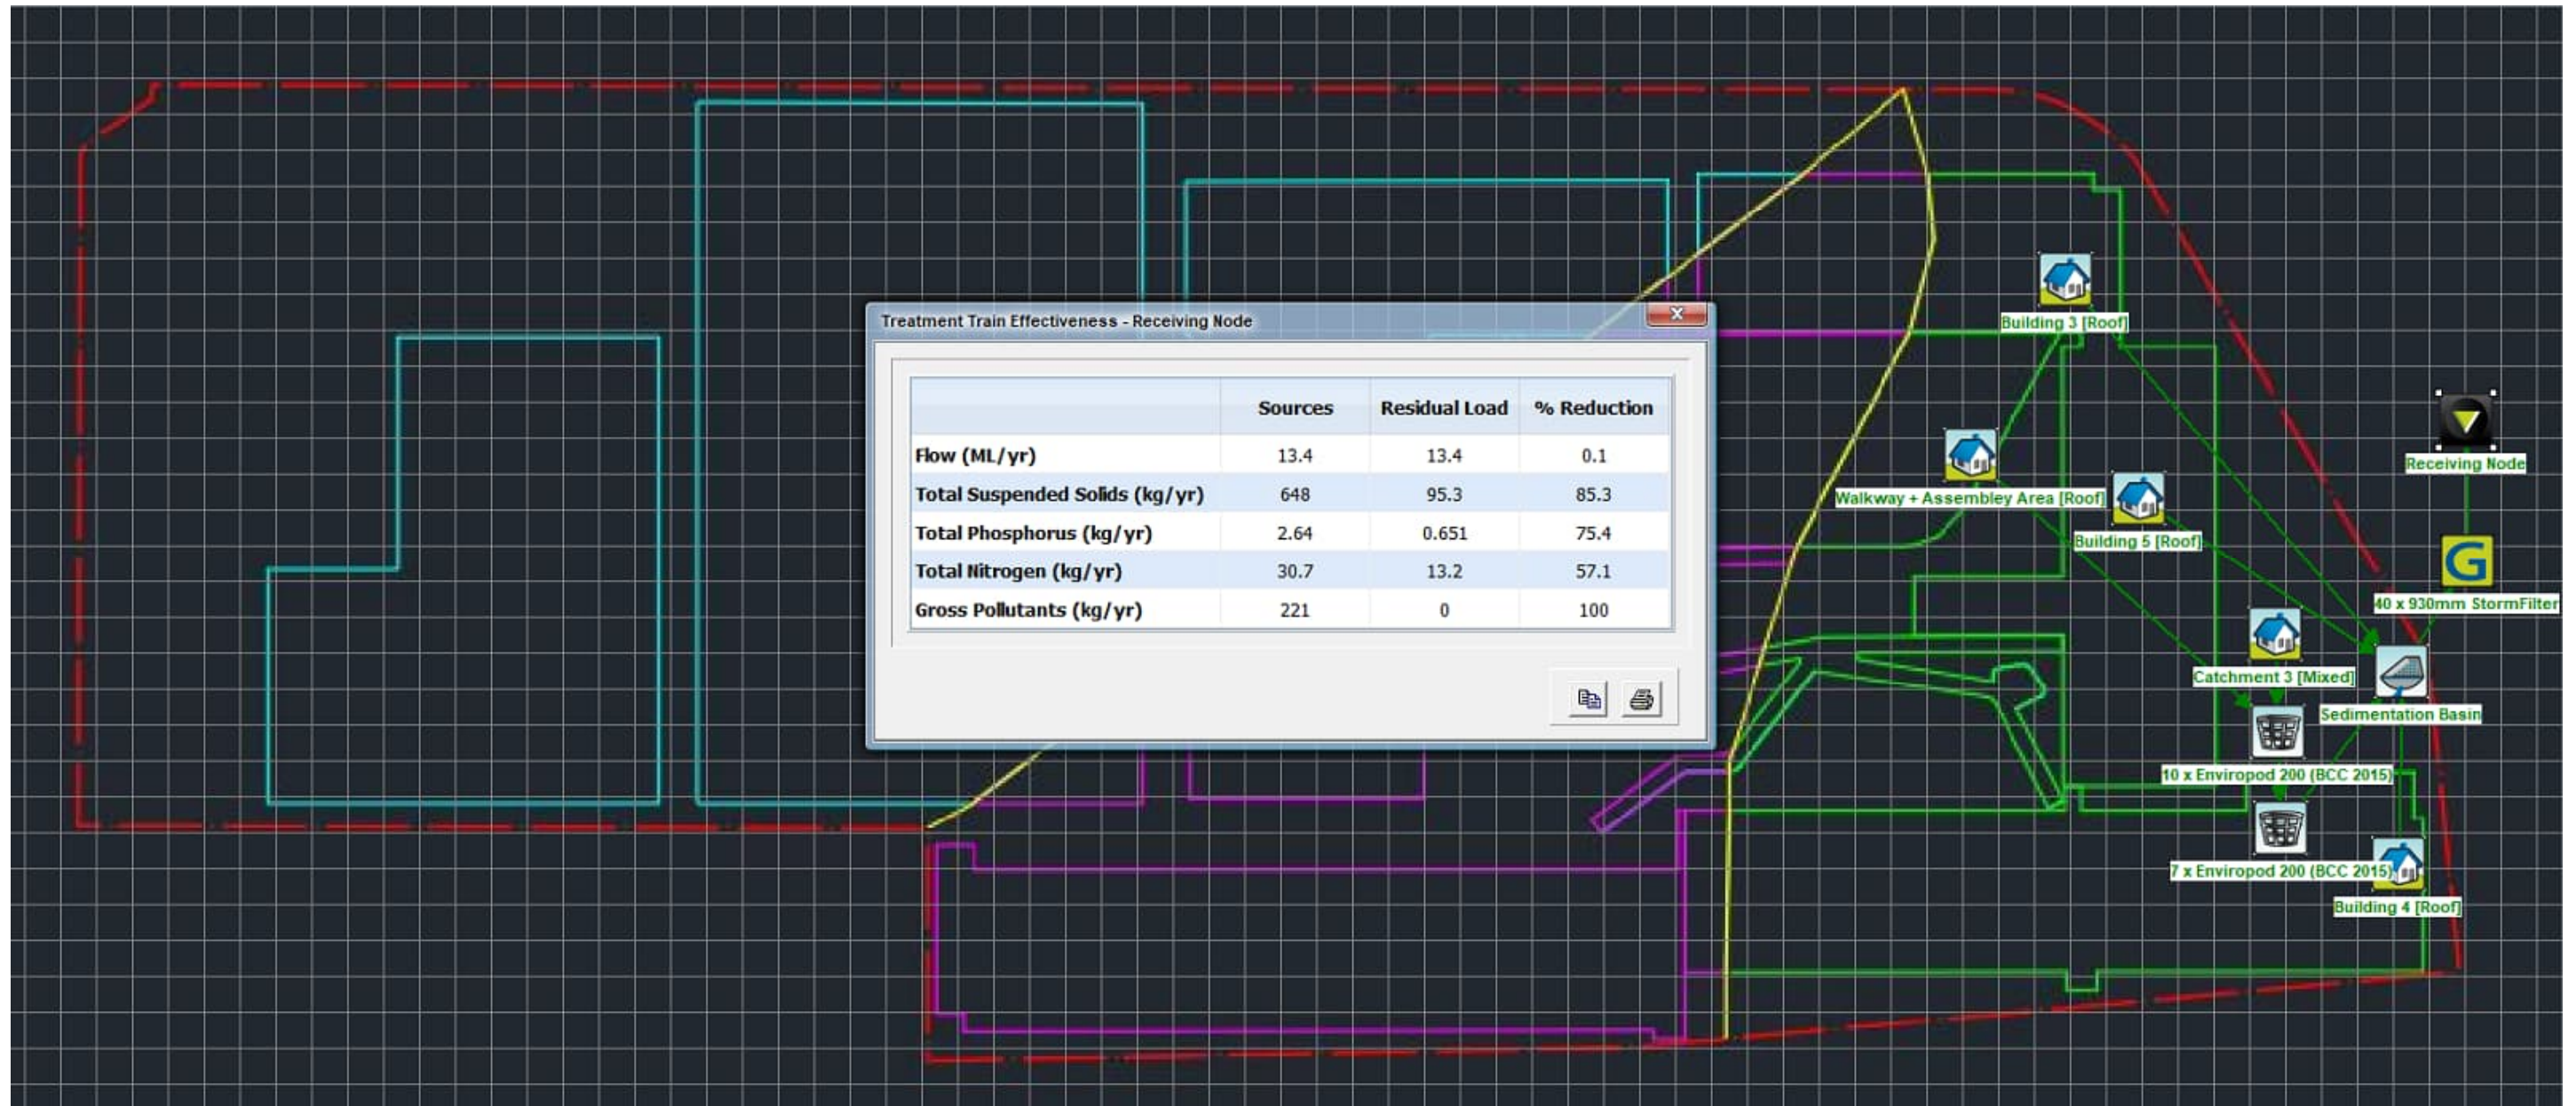 Treatment Train Effectiveness - Receiving Node
X
Sources Residual Load % Reduction
Flow (ML/yr) 13.4 13.4 0.1
Total Suspended Solids (kg/yr) 648 95.3 85.3
Total Phosphorus (kg/yr) 2.64 0.651 75.4
Total Nitrogen (kg/yr) 30.7 13.2 57.1
Gross Pollutants (kg/yr) 221 0 100
Building 3 [Roof]
Receiving Node
Walkway + Assembley Area [Roof]
Building 5 [Roof]
G
40 x 930mm StormFilter
Catchment 3 [Mixed]
Sedimentation Basin
10 x Enviropod 200 (BCC 2015)
7 x Enviropod 200 (BCC 2015)
Building 4 [Roof]